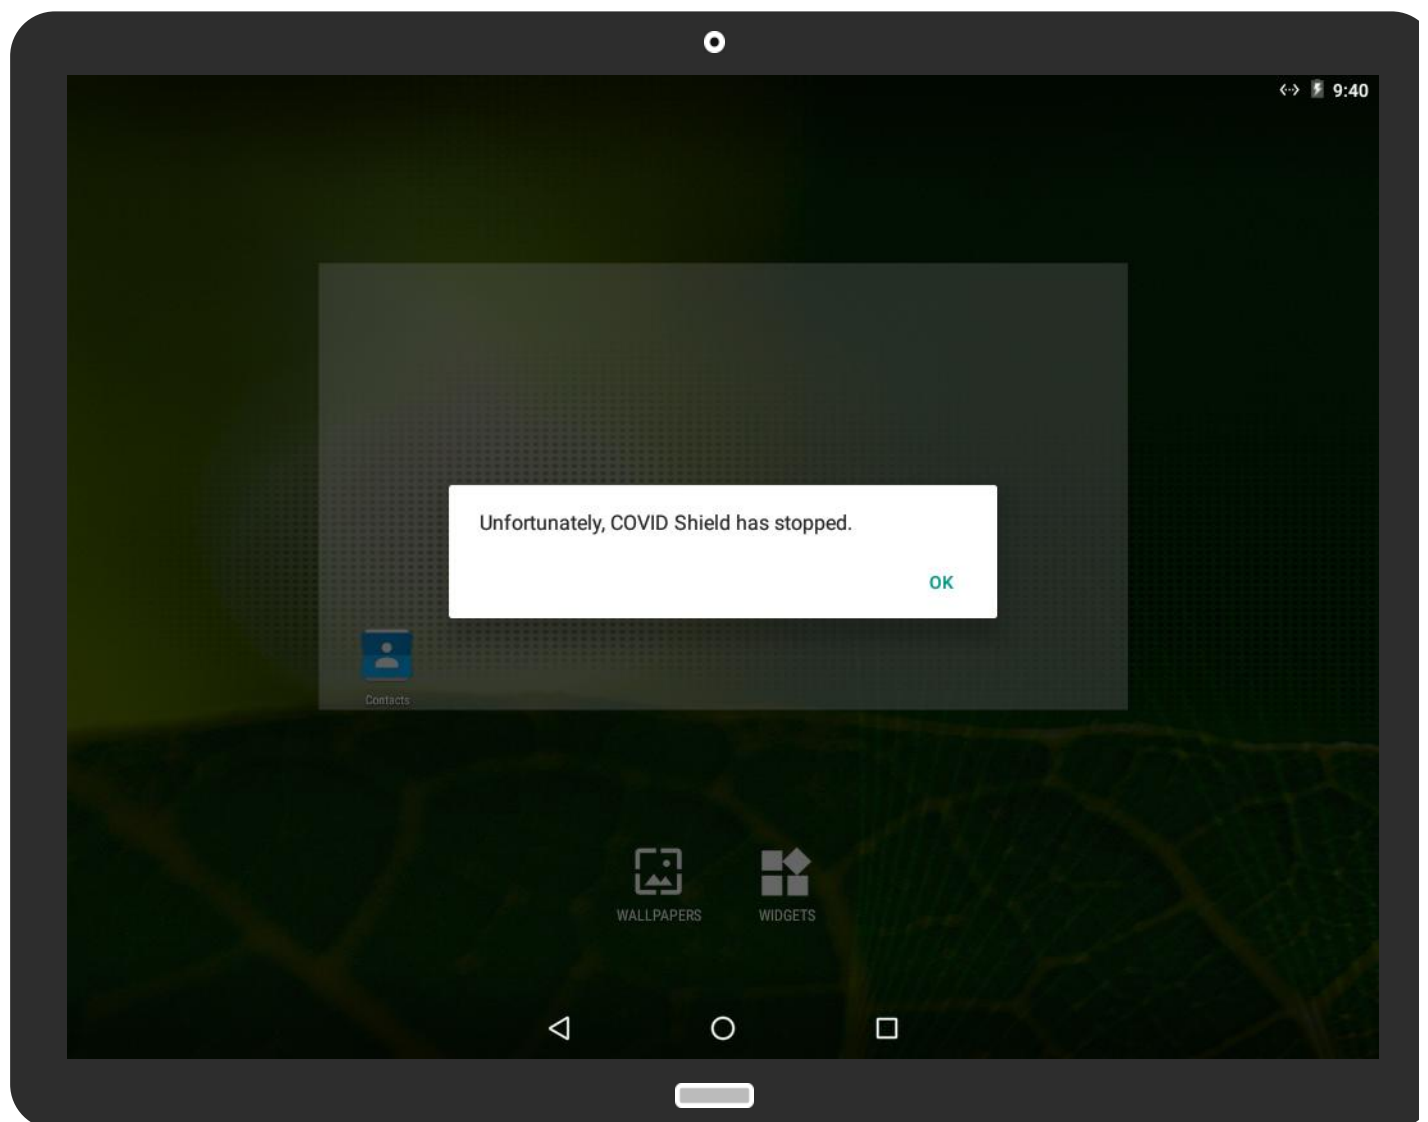 9:40
Unfortunately, COVID Shield has stopped.
OK
Contacts
WALLPAPERS
WIDGETS